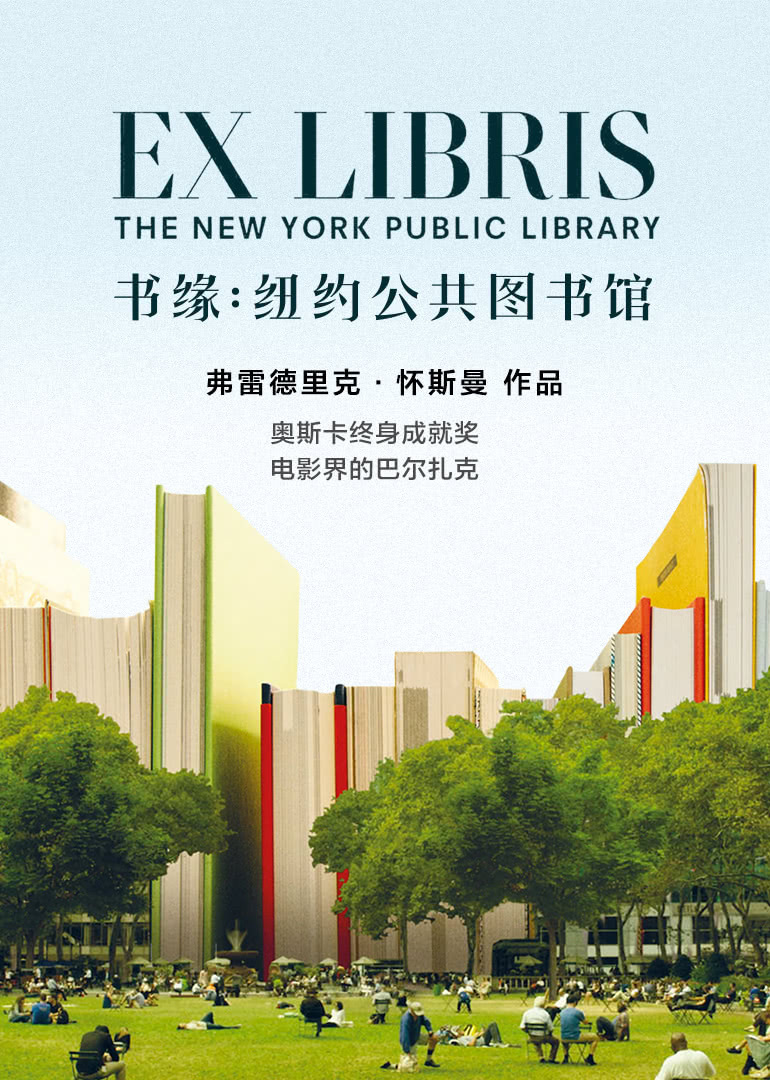 EX LIBRIS
THE NEW YORK PUBLIC LIBRARY
书缘:纽约公共图书馆
弗雷德里克·怀斯曼 作品
奥斯卡终身成就奖
电影界的巴尔扎克